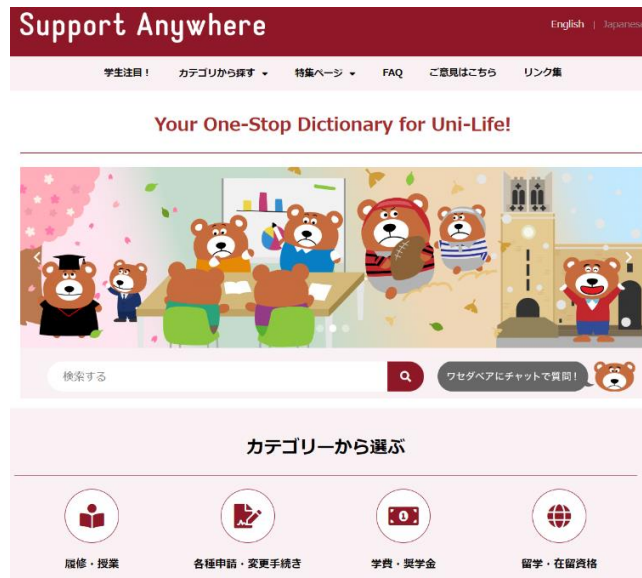 Support Anywhere
English | Japanese
学生注目！ カテゴリから探す 特集ページ FAQ ご意見はこちら リンク集
Your One-Stop Dictionary for Uni-Life!
検索する
ワセダベアにチャットで質問！
カテゴリーから選ぶ
履修・授業 各種申請・変更手続き 学費・奨学金 留学・在留資格